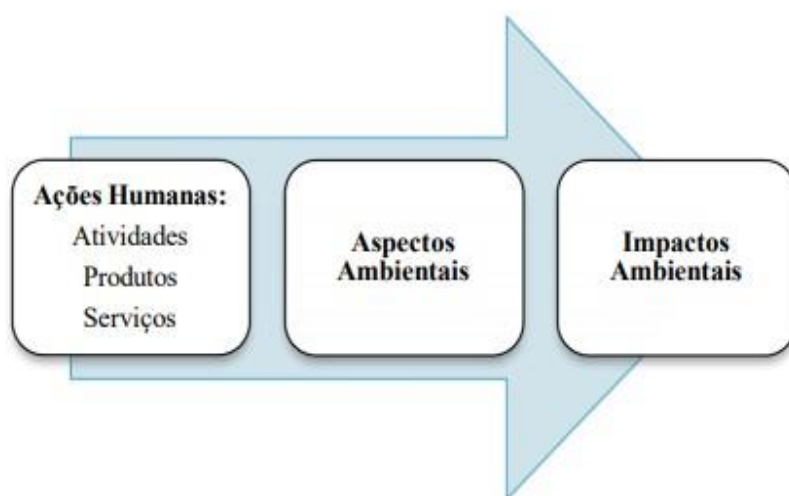 Ações Humanas:
Atividades
Produtos
Serviços
Aspectos
Ambientais
Impactos
Ambientais